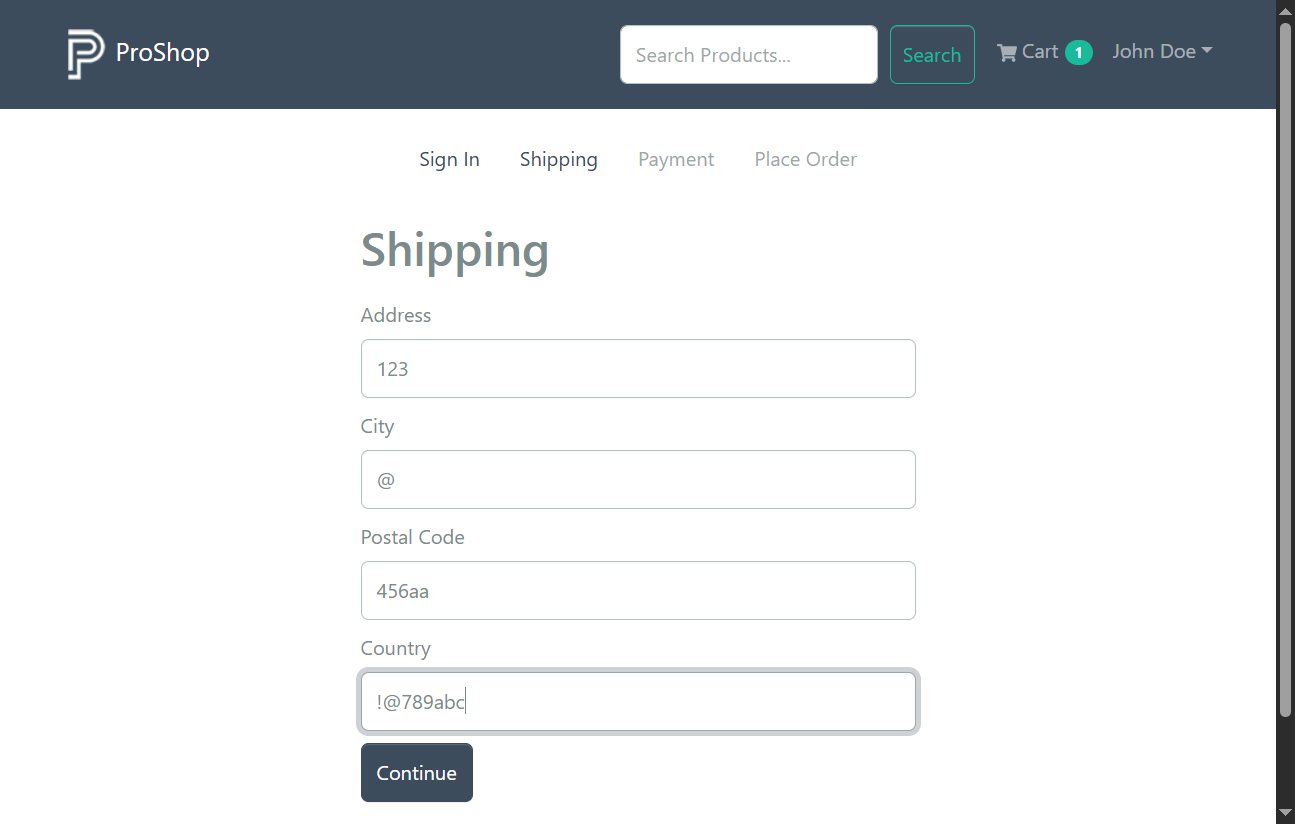 ProShop
Search Products...
Search
Cart 1
John Doe
Sign In
Shipping
Payment
Place Order
Shipping
Address
123
City
@
Postal Code
456aa
Country
!@789abc
Continue